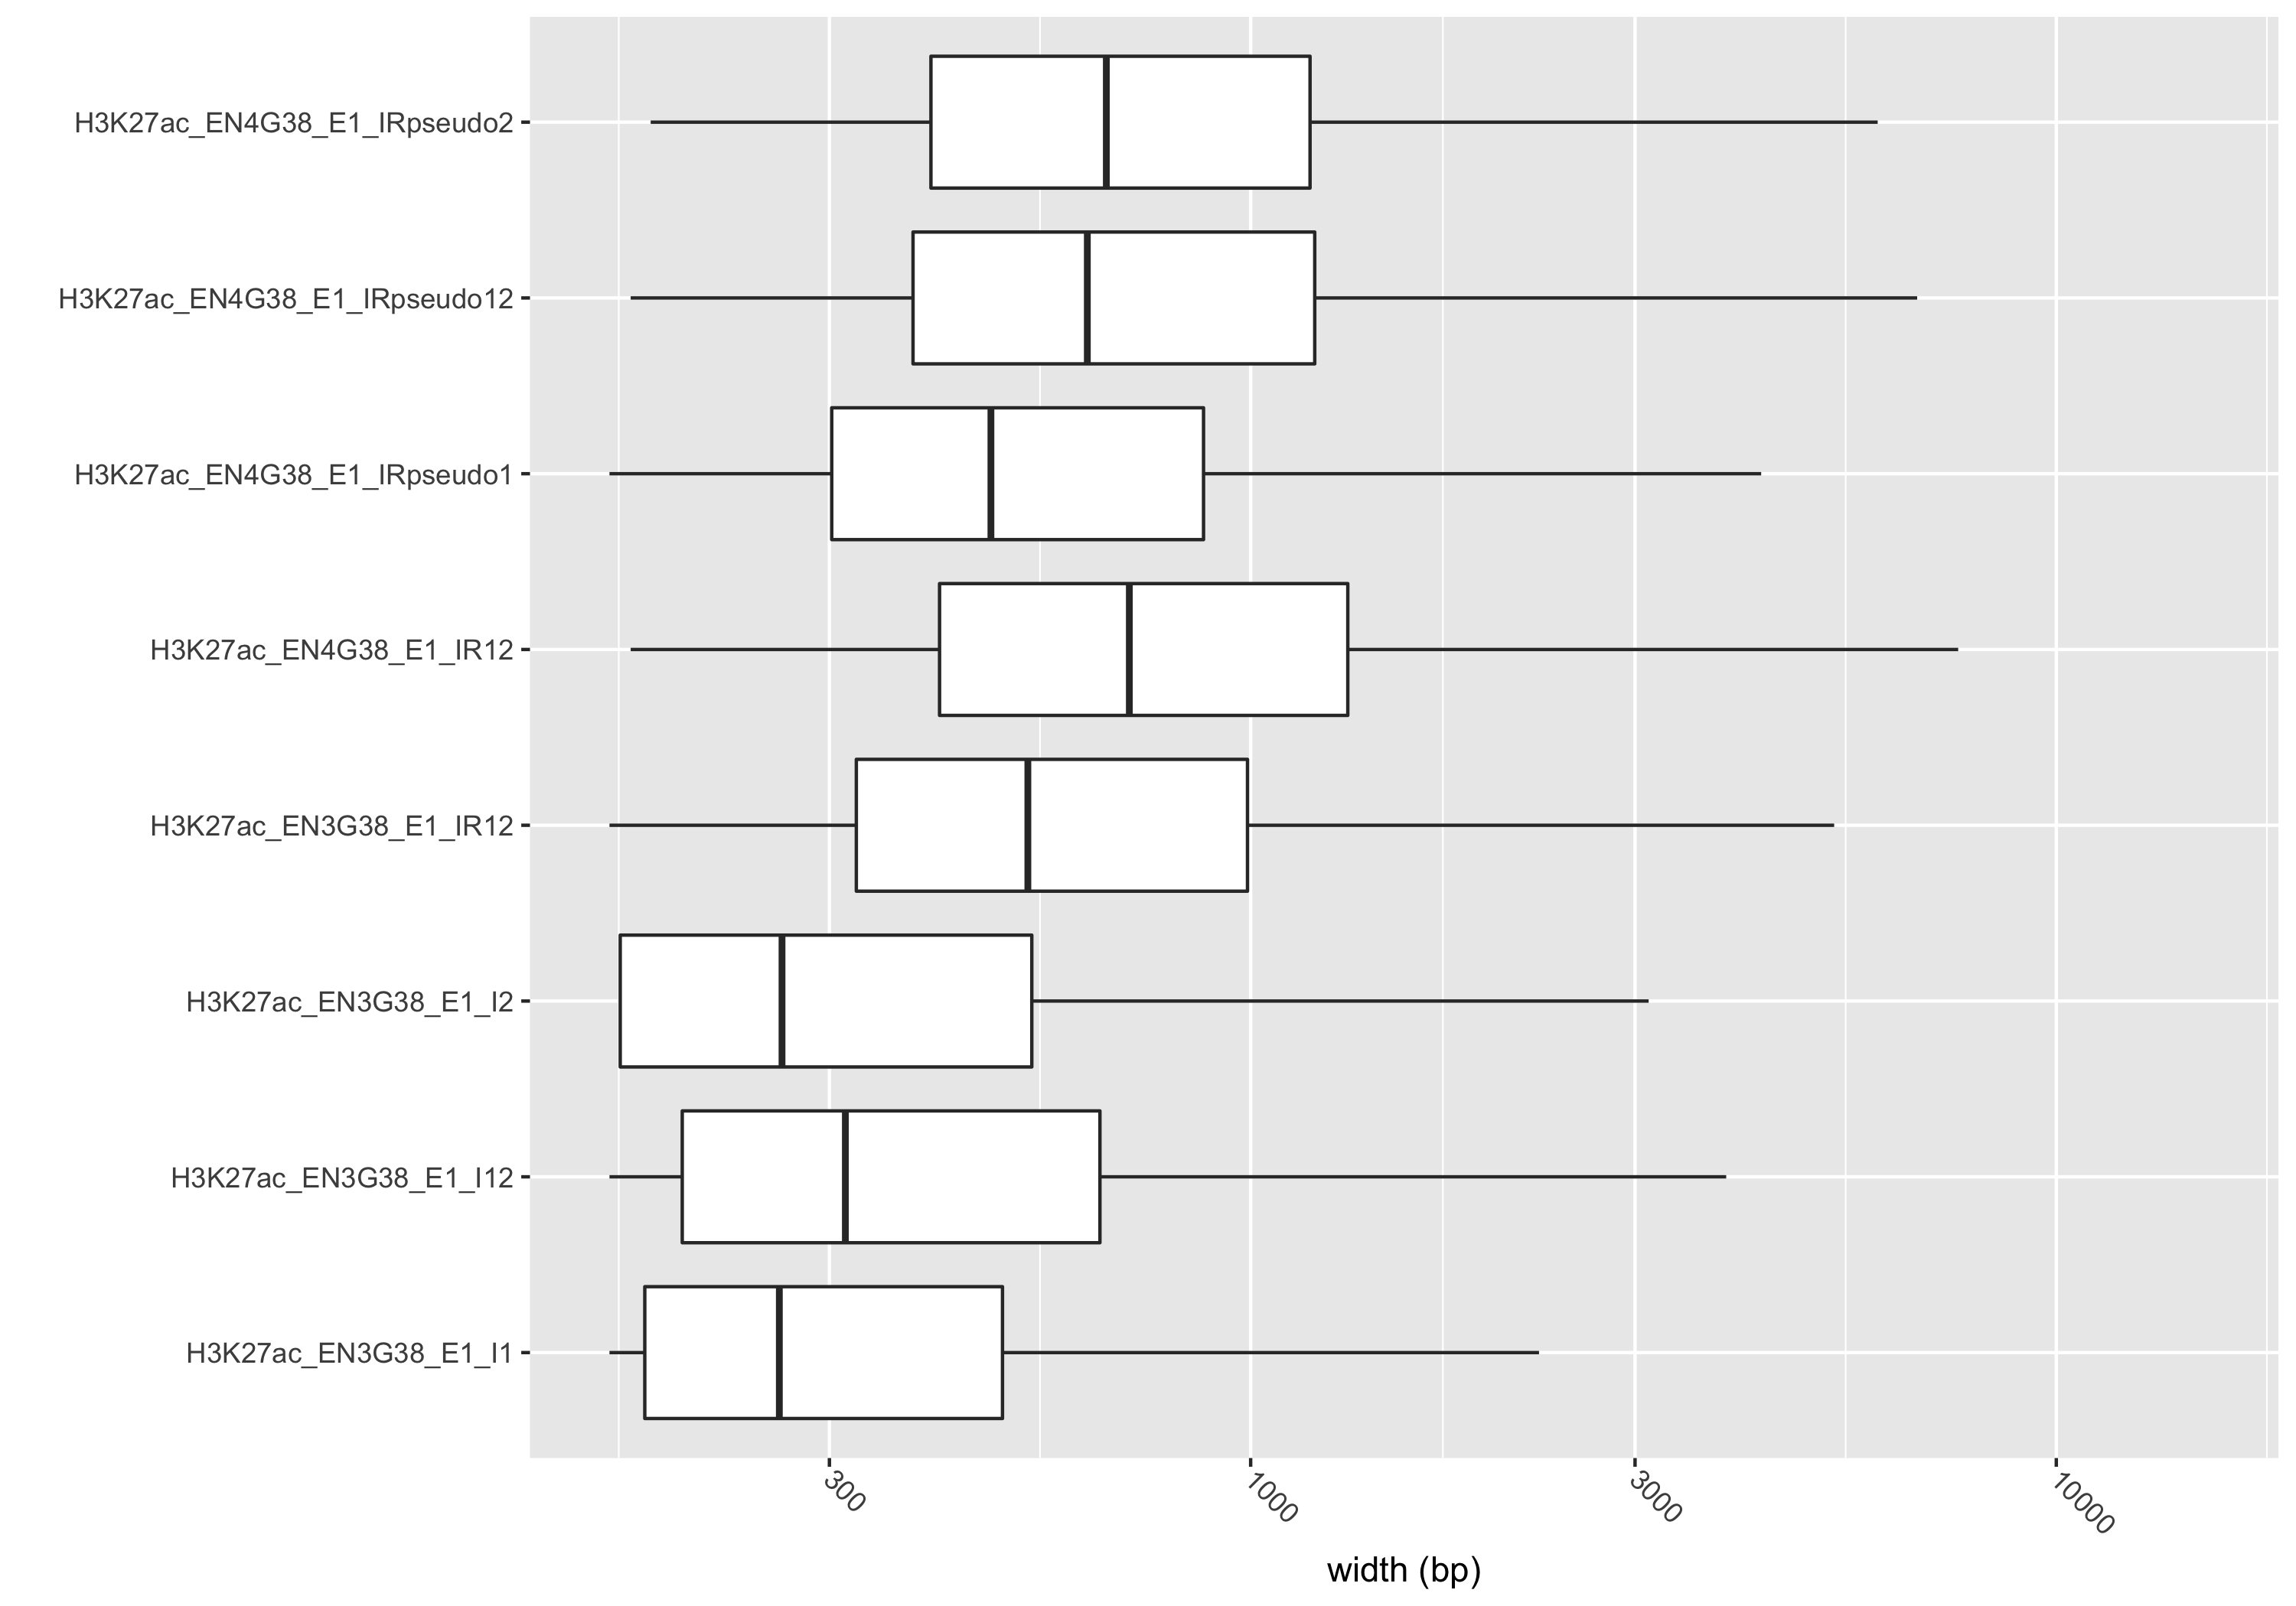 H3K27ac_EN4G38_E1_IRpseudo2
H3K27ac_EN4G38_E1_IRpseudo12
H3K27ac_EN4G38_E1_IRpseudo1
H3K27ac_EN4G38_E1_IR12
H3K27ac_EN3G38_E1_IR12
H3K27ac_EN3G38_E1_I2
H3K27ac_EN3G38_E1_I12
H3K27ac_EN3G38_E1_I1
300 1000 3000 10000
width (bp)